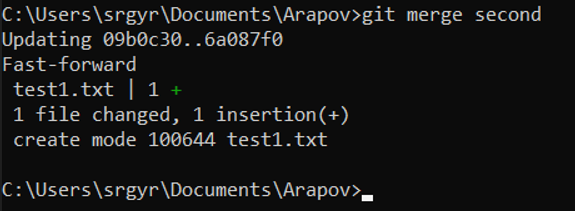 C:\Users\srgyr\Documents\Arapov>git merge second
Updating 09b0c30..6a087f0
Fast-forward
 test1.txt | 1 +
 1 file changed, 1 insertion(+)
 create mode 100644 test1.txt

C:\Users\srgyr\Documents\Arapov>